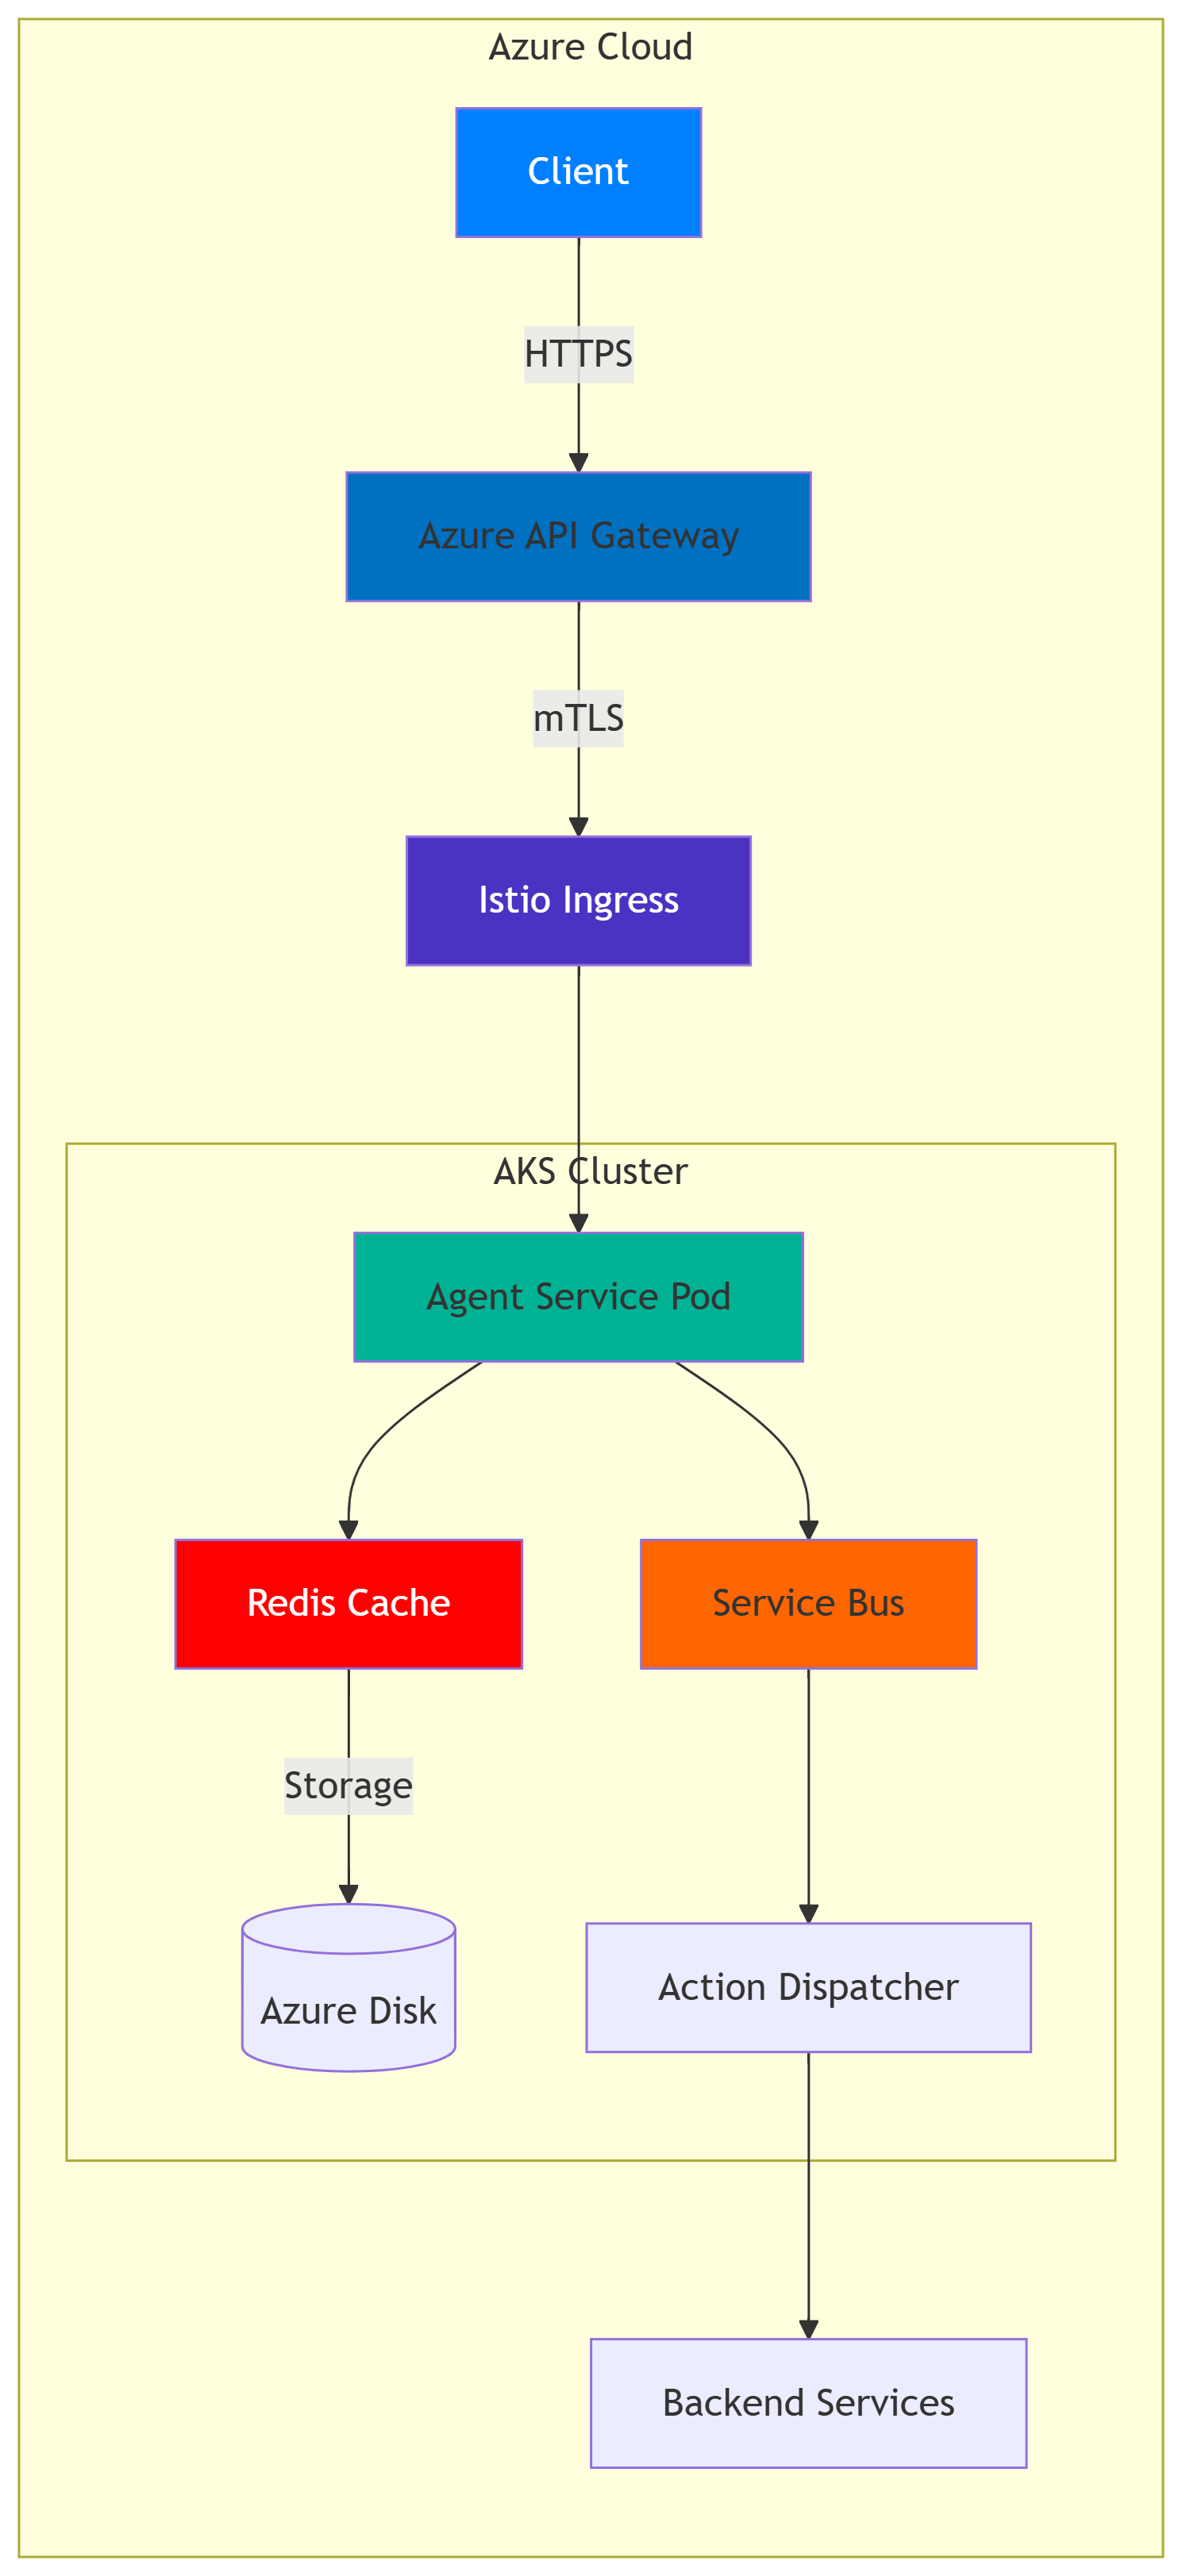 Azure Cloud
Client
HTTPS
Azure API Gateway
mTLS
Istio Ingress
AKS Cluster
Agent Service Pod
Redis Cache
Service Bus
Storage
Azure Disk
Action Dispatcher
Backend Services